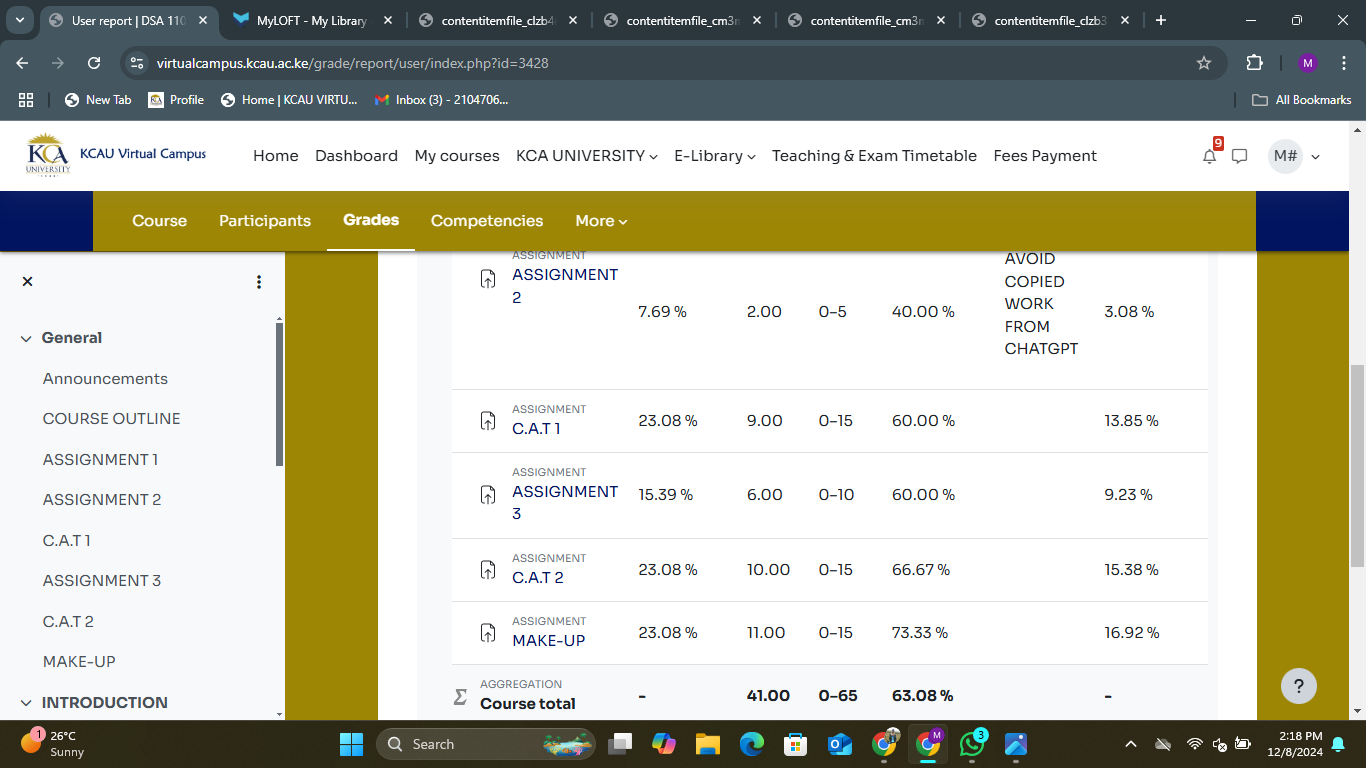 User report | DSA 110
MyLOFT - My Library
contentitemfile_clzb4
contentitemfile_cm3n
contentitemfile_cm3n
contentitemfile_clzb3
virtualcampus.kcau.ac.ke/grade/report/user/index.php?id=3428
M
New Tab
Profile
Home | KCAU VIRTU...
Inbox (3) - 2104706...
All Bookmarks
KCA
UNIVERSITY
KCAU Virtual Campus
Home
Dashboard
My courses
KCA UNIVERSITY
E-Library
Teaching & Exam Timetable
Fees Payment
9
M#
Course
Participants
Grades
Competencies
More
General
Announcements
COURSE OUTLINE
ASSIGNMENT 1
ASSIGNMENT 2
C.A.T 1
ASSIGNMENT 3
C.A.T 2
MAKE-UP
INTRODUCTION
ASSIGNMENT
ASSIGNMENT
2
7.69 %
2.00
0–5
40.00 %
AVOID
COPIED
WORK
FROM
CHATGPT
3.08 %
ASSIGNMENT
C.A.T 1
23.08 %
9.00
0–15
60.00 %
13.85 %
ASSIGNMENT
ASSIGNMENT
3
15.39 %
6.00
0–10
60.00 %
9.23 %
ASSIGNMENT
C.A.T 2
23.08 %
10.00
0–15
66.67 %
15.38 %
ASSIGNMENT
MAKE-UP
23.08 %
11.00
0–15
73.33 %
16.92 %
AGGREGATION
Course total
-
41.00
0–65
63.08 %
-
?
1
26°C
Sunny
Search
M
3
2:18 PM
12/8/2024